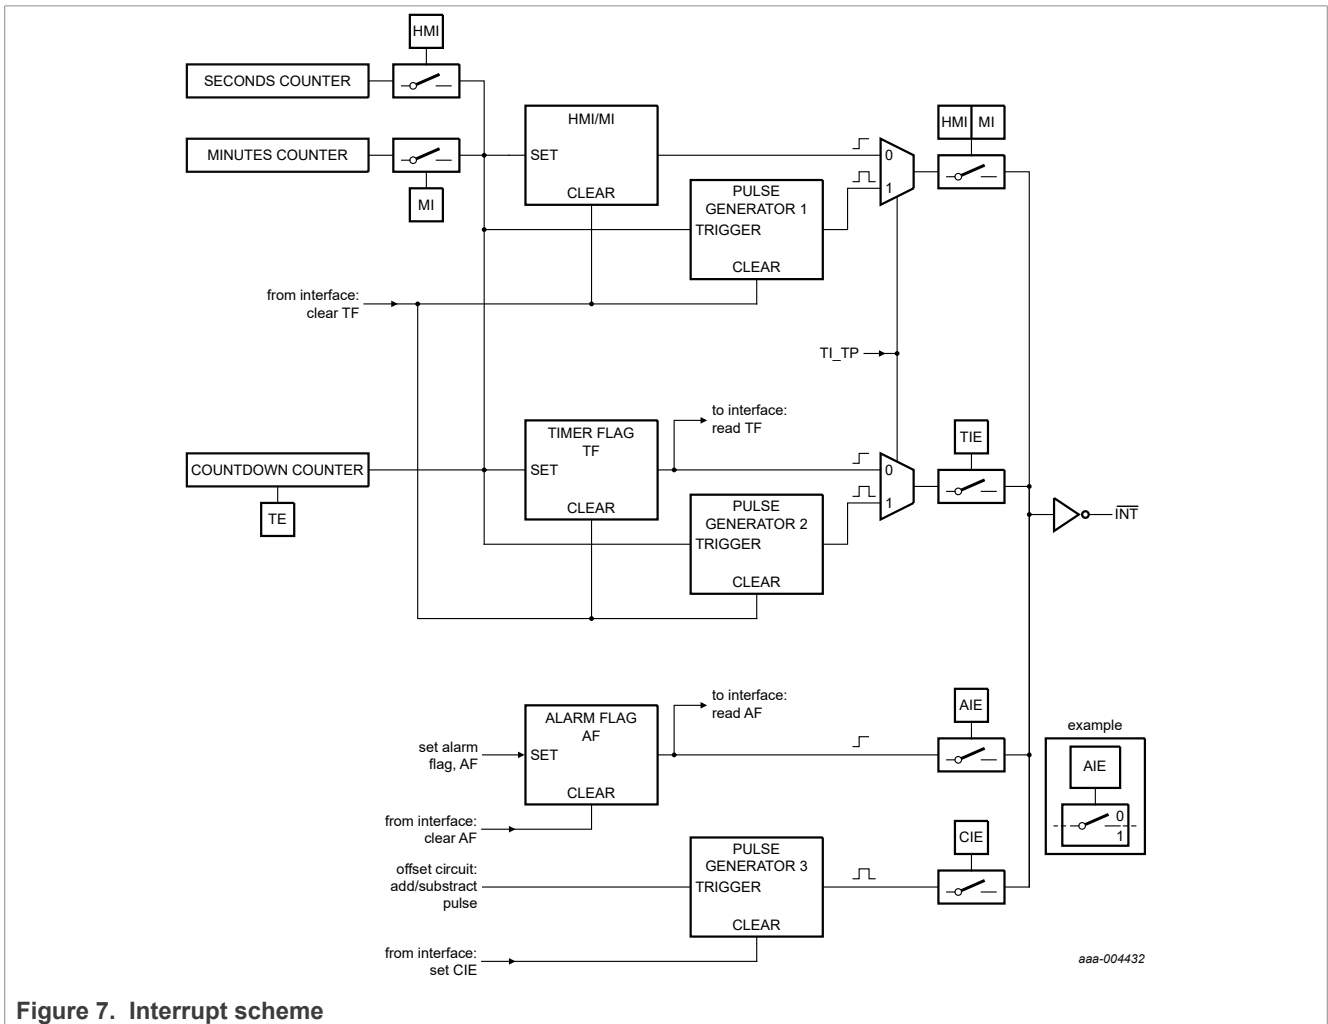 HMI
SECONDS COUNTER
HMI/MI
HMI MI
MINUTES COUNTER
SET
0
CLEAR
PULSE
GENERATOR 1
1
MI
TRIGGER
CLEAR
from interface:
clear TF
TI_TP
to interface:
read TF
TIMER FLAG
TF
TIE
COUNTDOWN COUNTER
SET
0
CLEAR
PULSE
GENERATOR 2
1
TE
INT
TRIGGER
CLEAR
to interface:
read AF
ALARM FLAG
AF
AIE
example
set alarm
flag, AF
SET
AIE
CLEAR
0
1
from interface:
clear AF
PULSE
GENERATOR 3
CIE
offset circuit:
add/substract
pulse
TRIGGER
CLEAR
from interface:
set CIE
aaa-004432
Figure 7. Interrupt scheme